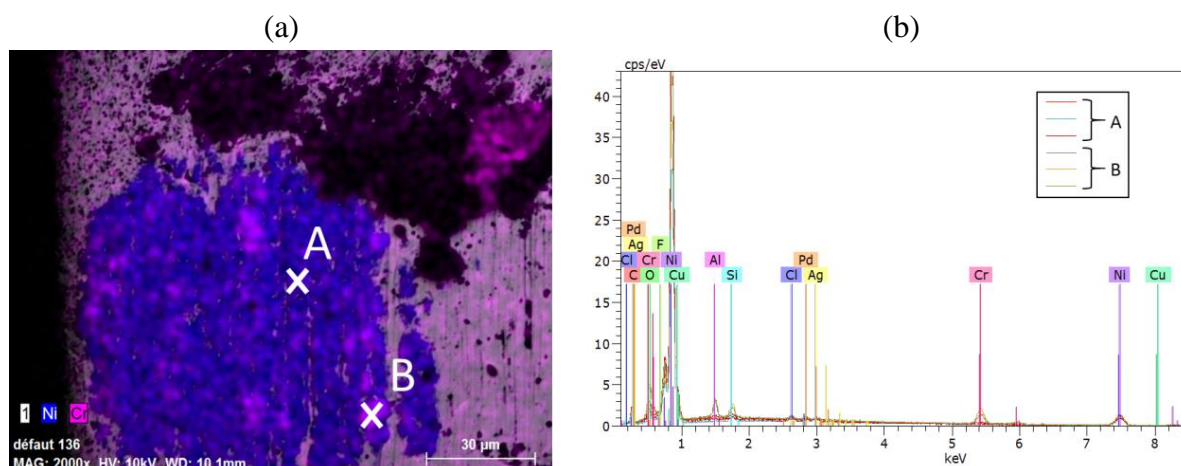 (a)
(b)
A
B
1 Ni Cr
défaut 136
30 µm
MAG: 2000x HV: 10kV WD: 10.1mm
cps/eV
40
35
30
25
20
15
10
5
0
Pd
Ag F Pd
Cl Cr Ni Al Cl Ag Cr Ni Cu
C O Cu Si
1 2 3 4 5 6 7 8
keV
A
B